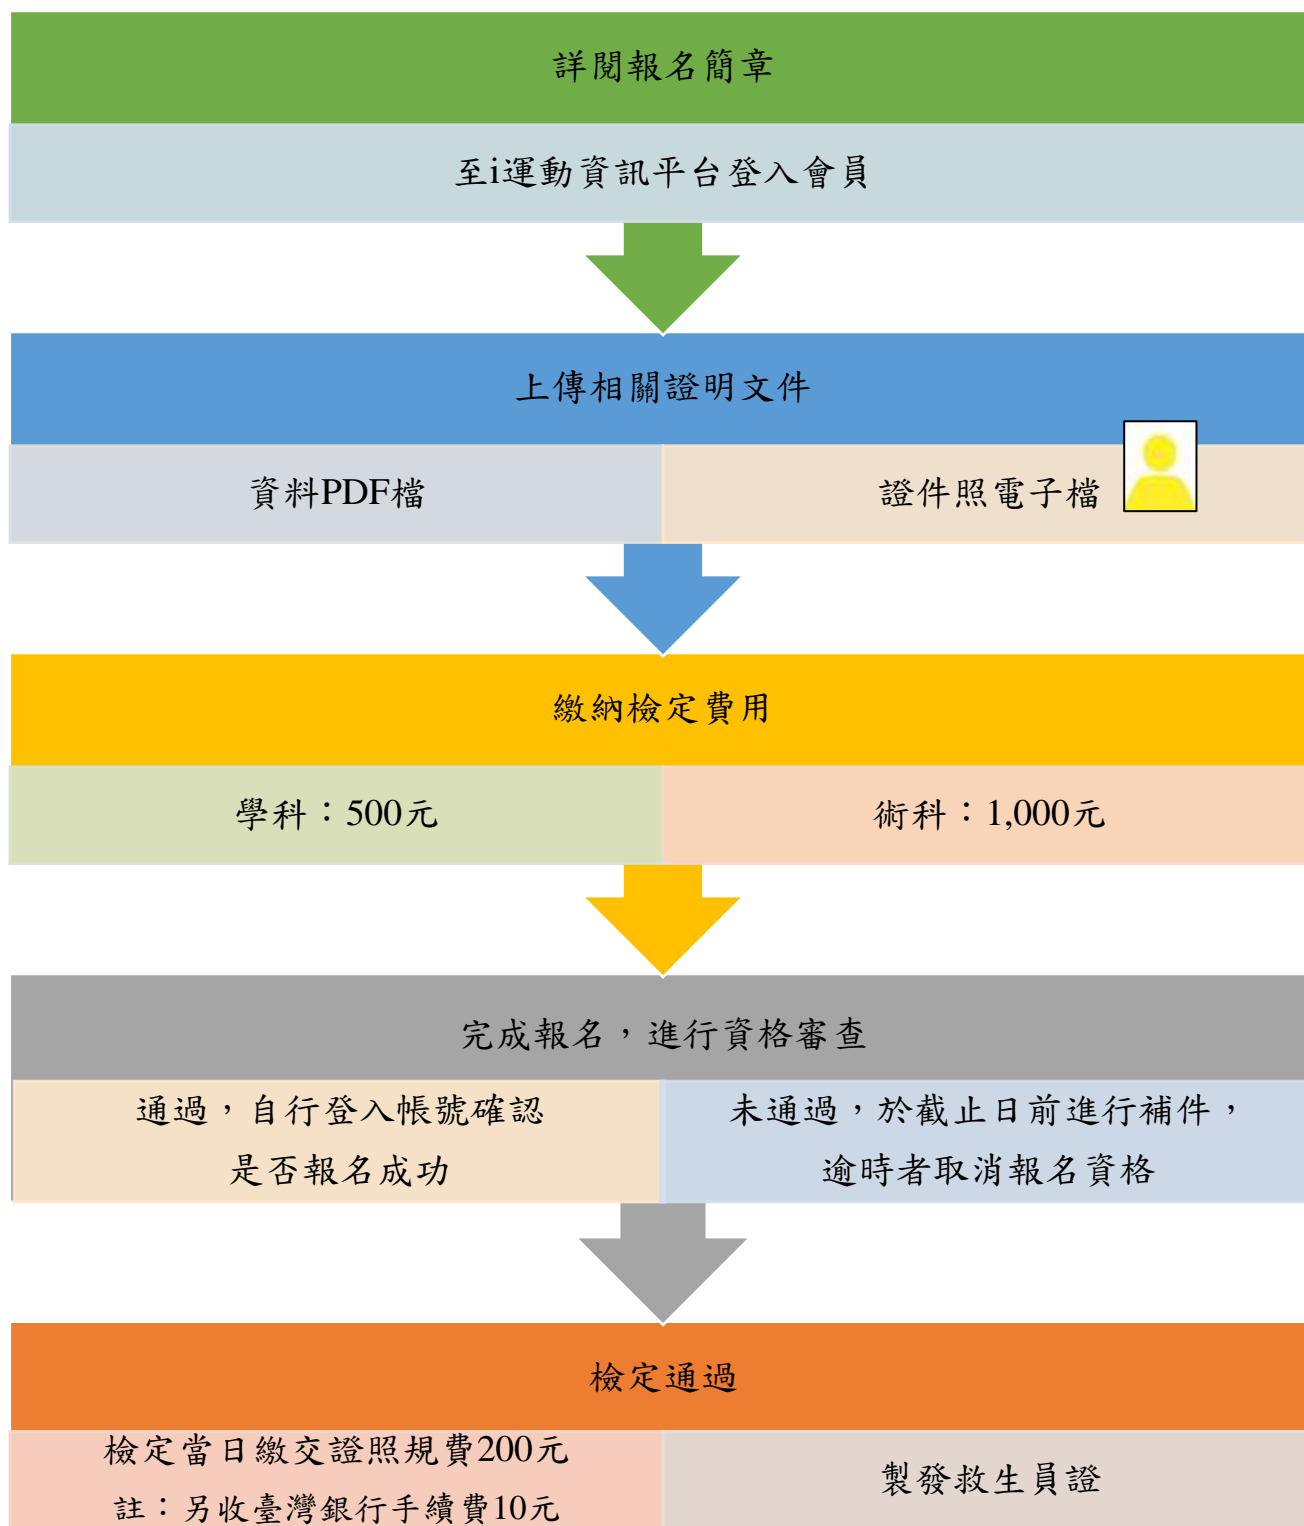 詳閱報名簡章
至i運動資訊平台登入會員
上傳相關證明文件
資料PDF檔
證件照電子檔
繳納檢定費用
學科：500元
術科：1,000元
完成報名，進行資格審查
通過，自行登入帳號確認
是否報名成功
未通過，於截止日前進行補件，
逾時者取消報名資格
檢定通過
檢定當日繳交證照規費200元
註：另收臺灣銀行手續費10元
製發救生員證